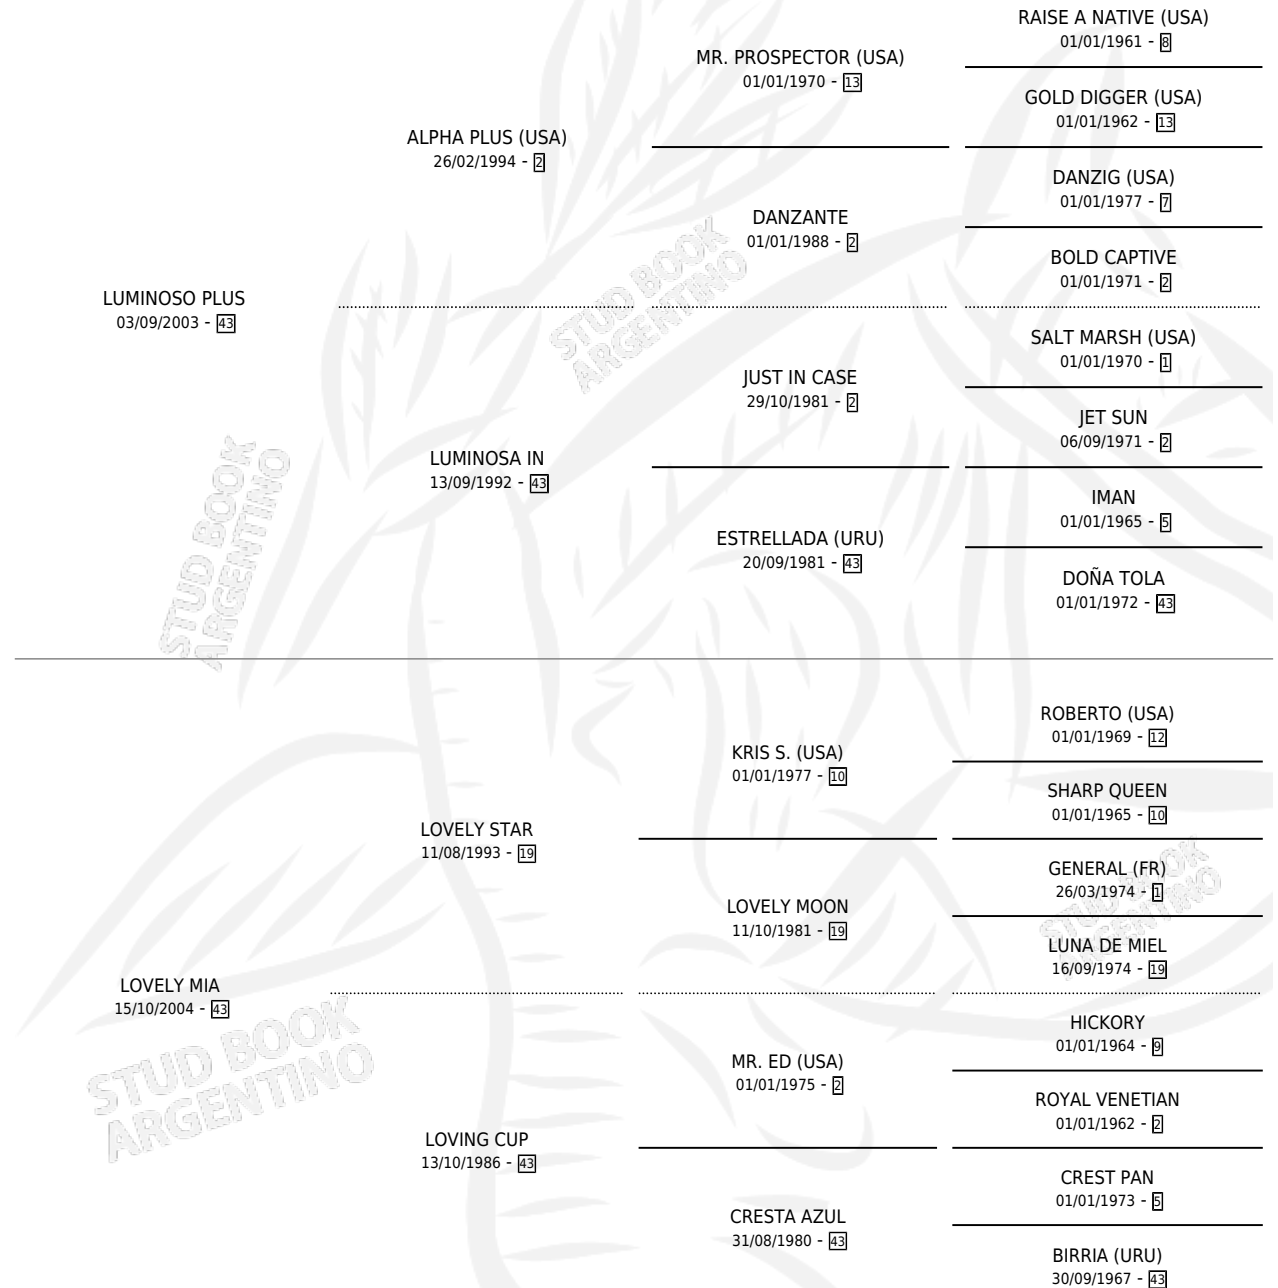 RAISE A NATIVE (USA)
01/01/1961 - 8
MR. PROSPECTOR (USA)
01/01/1970 - 13
GOLD DIGGER (USA)
01/01/1962 - 13
ALPHA PLUS (USA)
26/02/1994 - 2
DANZIG (USA)
01/01/1977 - 7
DANZANTE
01/01/1988 - 2
BOLD CAPTIVE
01/01/1971 - 2
LUMINOSO PLUS
03/09/2003 - 43
SALT MARSH (USA)
01/01/1970 - 1
JUST IN CASE
29/10/1981 - 2
JET SUN
06/09/1971 - 2
LUMINOSA IN
13/09/1992 - 43
IMAN
01/01/1965 - 5
ESTRELLADA (URU)
20/09/1981 - 43
DOÑA TOLA
01/01/1972 - 43
ROBERTO (USA)
01/01/1969 - 12
KRIS S. (USA)
01/01/1977 - 10
SHARP QUEEN
01/01/1965 - 10
LOVELY STAR
11/08/1993 - 19
GENERAL (FR)
26/03/1974 - 1
LOVELY MOON
11/10/1981 - 19
LUNA DE MIEL
16/09/1974 - 19
LOVELY MIA
15/10/2004 - 43
HICKORY
01/01/1964 - 9
MR. ED (USA)
01/01/1975 - 2
ROYAL VENETIAN
01/01/1962 - 2
LOVING CUP
13/10/1986 - 43
CREST PAN
01/01/1973 - 5
CRESTA AZUL
31/08/1980 - 43
BIRRIA (URU)
30/09/1967 - 43
STUD BOOK
ARGENTINO
STUD BOOK
ARGENTINO
STUD BOOK
ARGENTINO
STUD BOOK
ARGENTINO